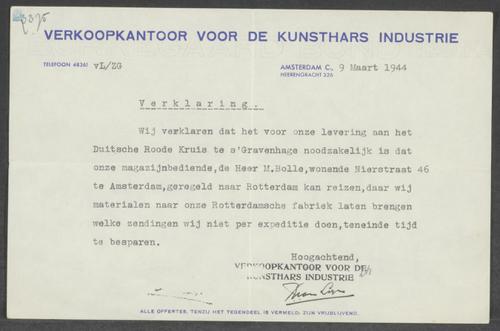 3375
VERKOOPKANTOOR VOOR DE KUNSTHARS INDUSTRIE
TELEFOON 48361 vL/ZG
AMSTERDAM C., 9 Maart 1944
HEERENGRACHT 326
Verklaring.
Wij verklaren dat het voor onze levering aan het
Duitsche Roode Kruis te s'Gravenhage noodzakelijk is dat
onze magazijnbediende, de Heer M.Bolle, wonende Nierstraat 46
te Amsterdam, geregeld naar Rotterdam kan reizen, daar wij
materialen naar onze Rotterdamsche fabriek laten brengen
welke zendingen wij niet per expeditie doen, teneinde tijd
te besparen.
Hoogachtend,
VERKOOPKANTOOR VOOR DE
KUNSTHARS INDUSTRIE
ALLE OFFERTES, TENZIJ HET TEGENDEEL IS VERMELD, ZIJN VRIJBLIJVEND.